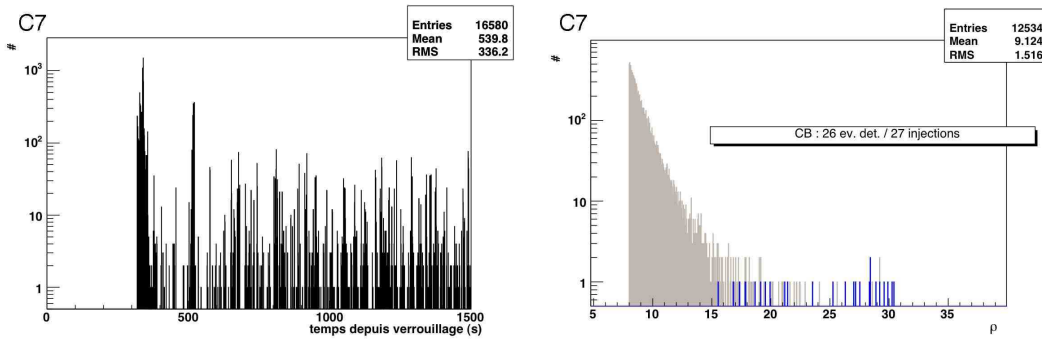 C7
Entries 16580
Mean 539.8
RMS 336.2
#
10³
10²
10
1
0 500 1000 1500
temps depuis verrouillage (s)
C7
Entries 12534
Mean 9.124
RMS 1.516
#
10²
10
1
CB : 26 ev. det. / 27 injections
5 10 15 20 25 30 35
ρ